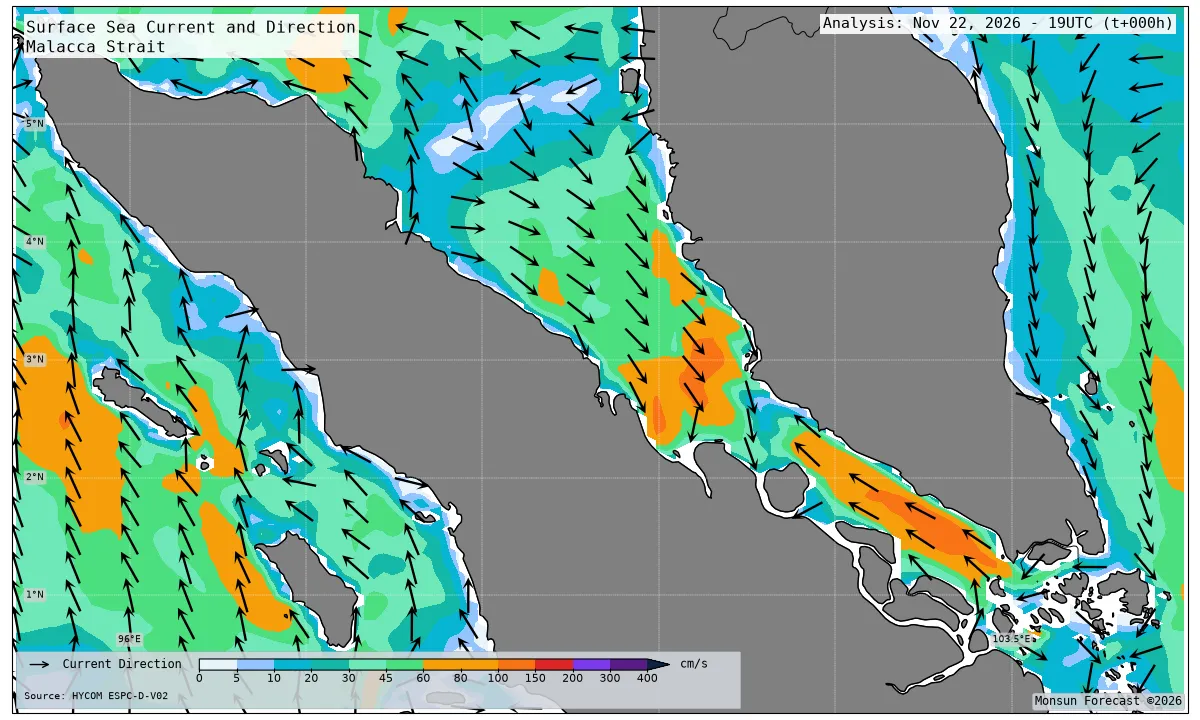 Surface Sea Current and Direction
Malacca Strait
Analysis: Nov 22, 2026 - 19UTC (t+000h)
5°N
4°N
3°N
2°N
1°N
96°E
103.5°E
Current Direction
0 5 10 20 30 45 60 80 100 150 200 300 400
cm/s
Source: HYCOM ESPC-D-V02
Monsun Forecast ©2026